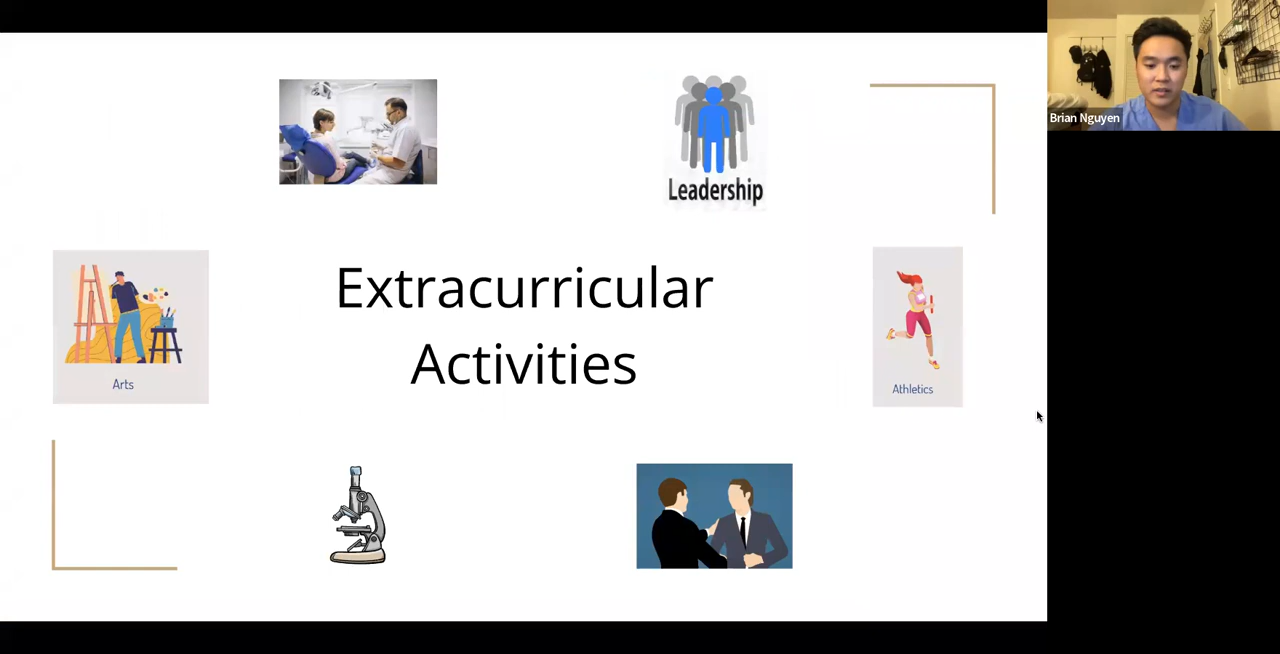 Brian Nguyen
Leadership
Extracurricular
Activities
Arts
Athletics